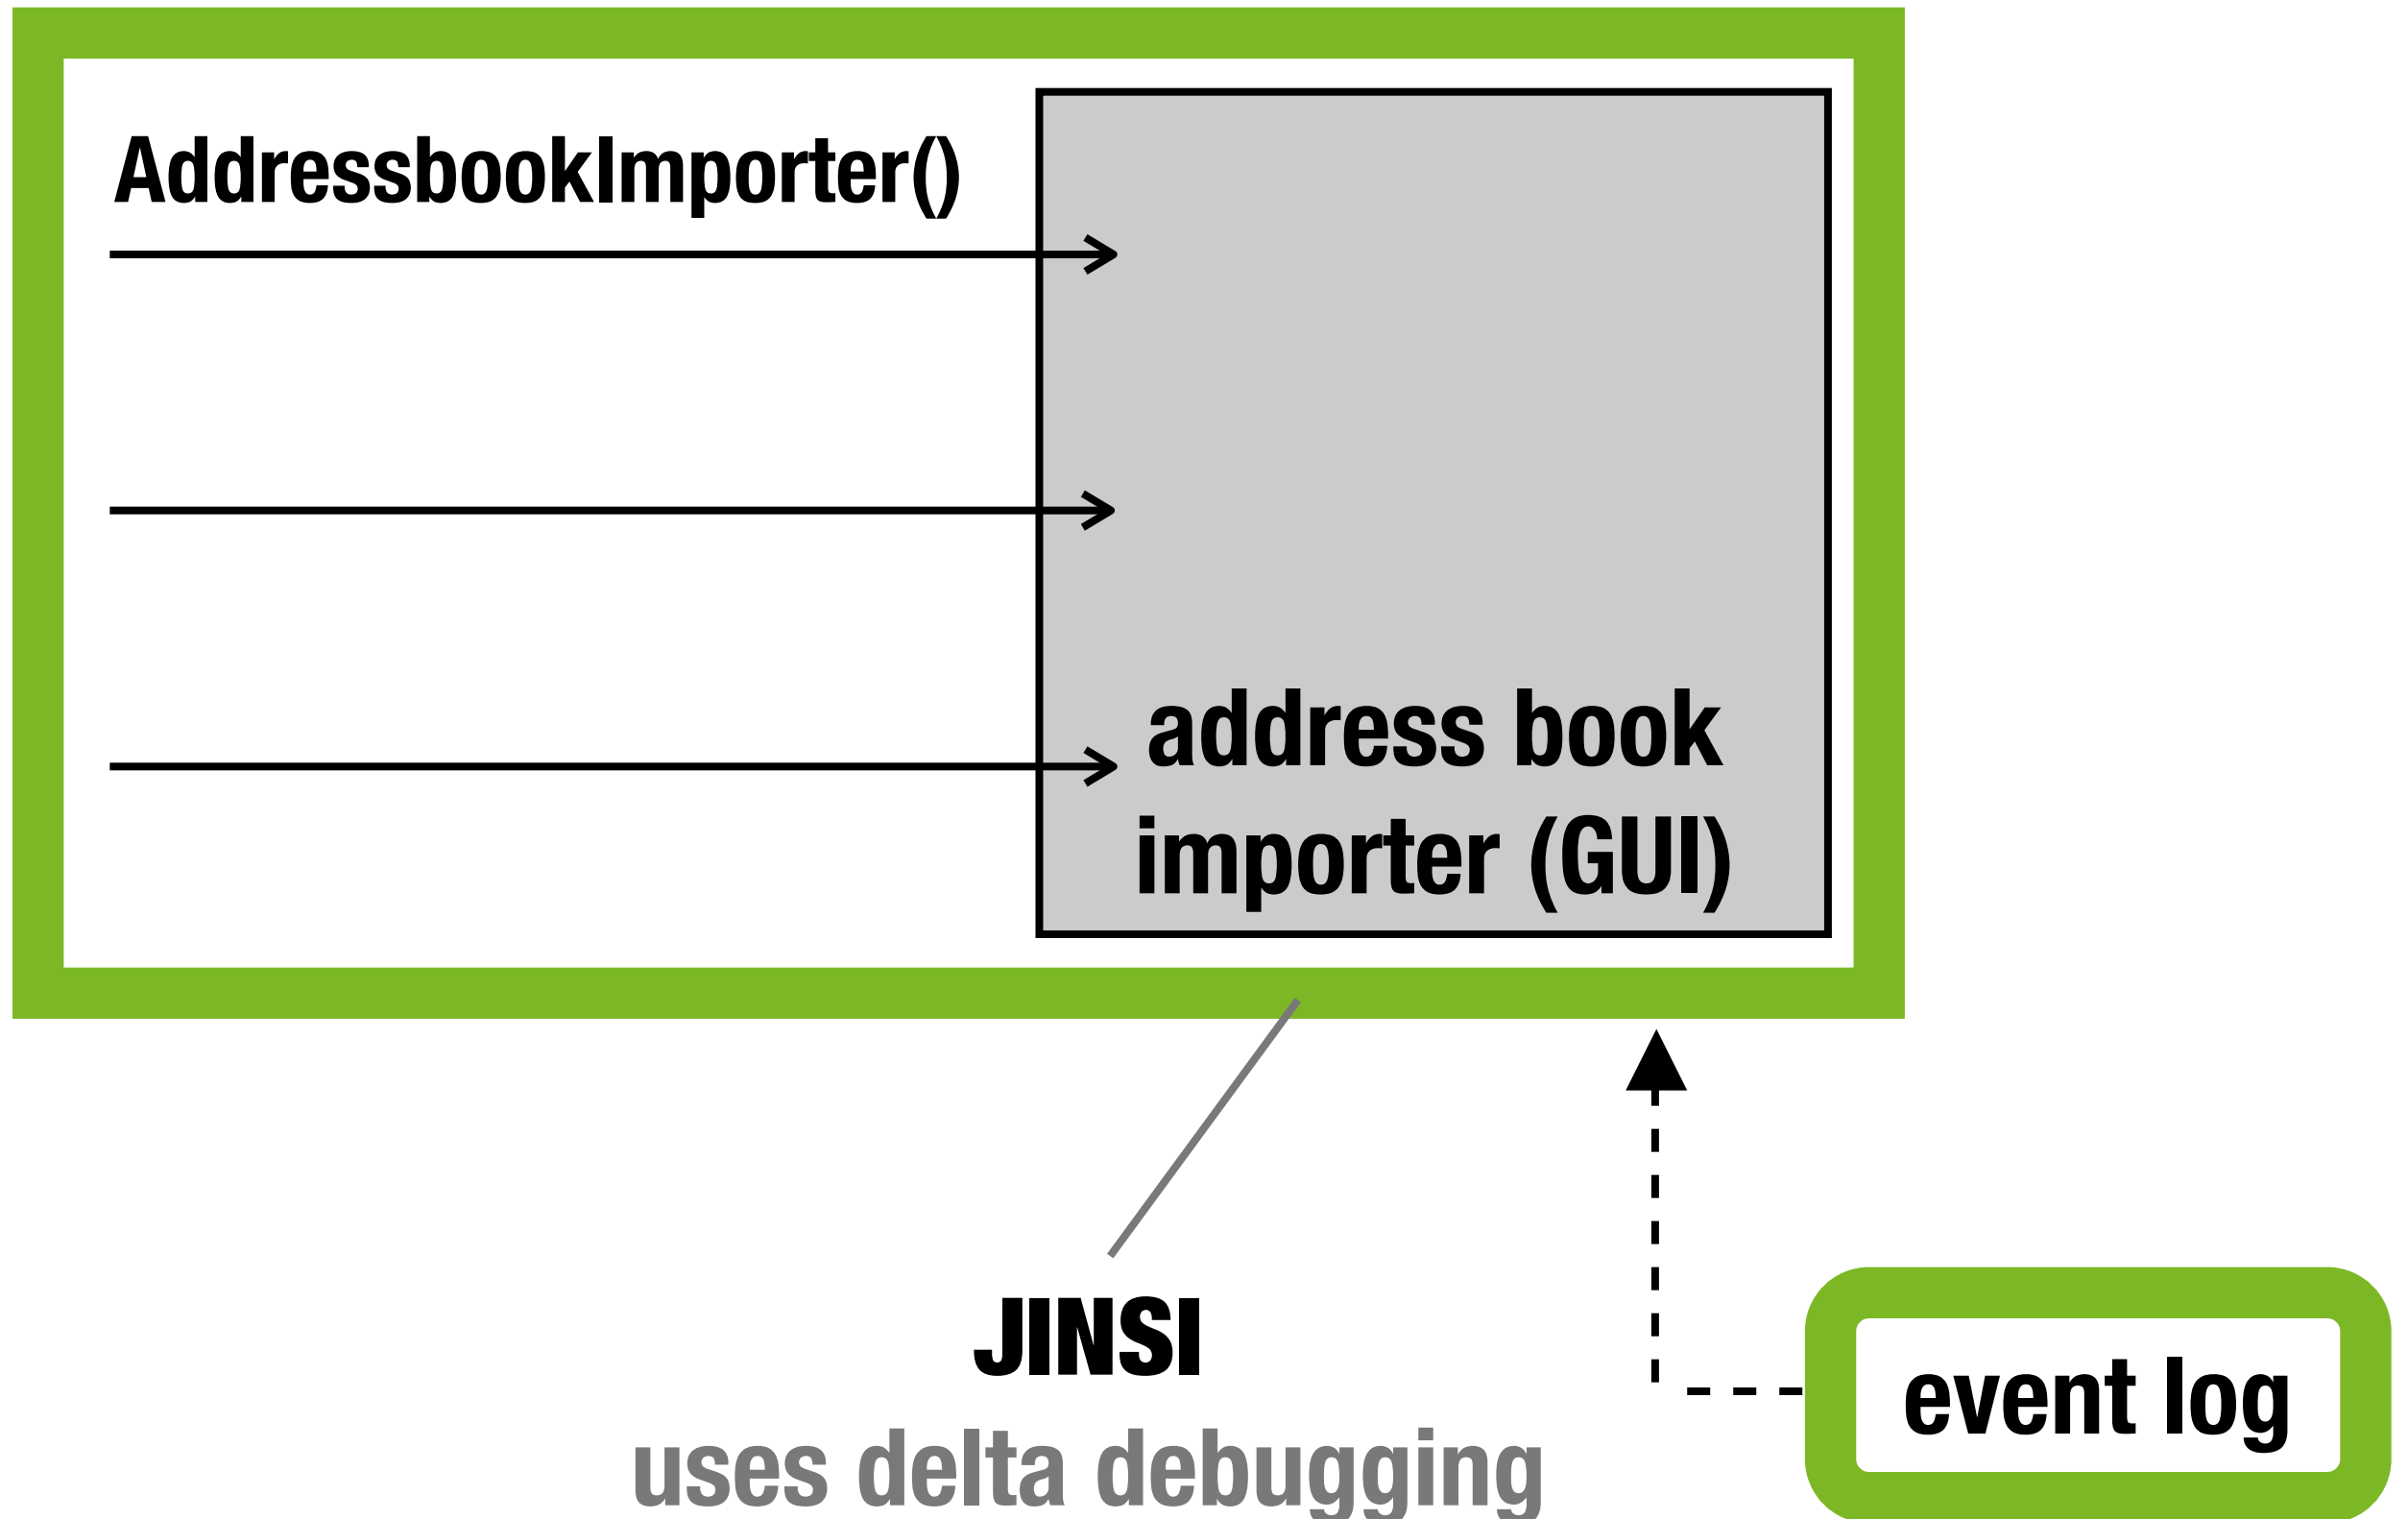 AddressbookImporter()
address book
importer (GUI)
JINSI
uses delta debugging
event log